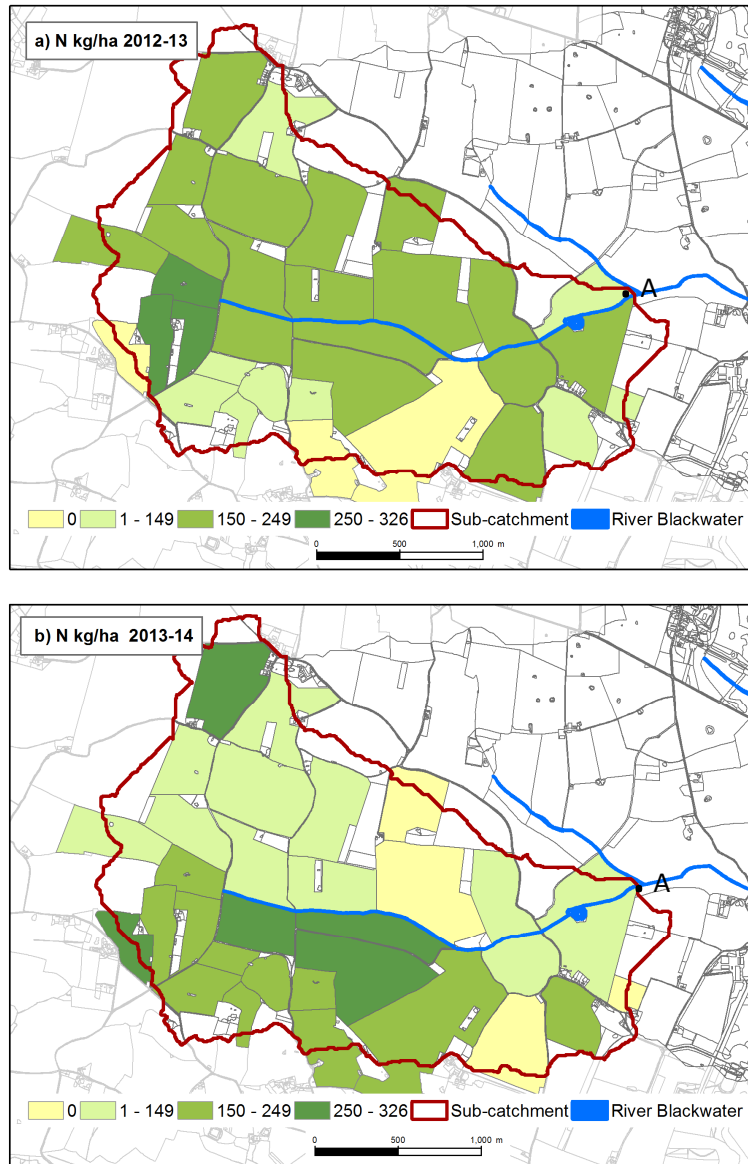 a) N kg/ha 2012-13
A
0 1 - 149 150 - 249 250 - 326 Sub-catchment River Blackwater
0 500 1,000 m
b) N kg/ha 2013-14
A
0 1 - 149 150 - 249 250 - 326 Sub-catchment River Blackwater
0 500 1,000 m